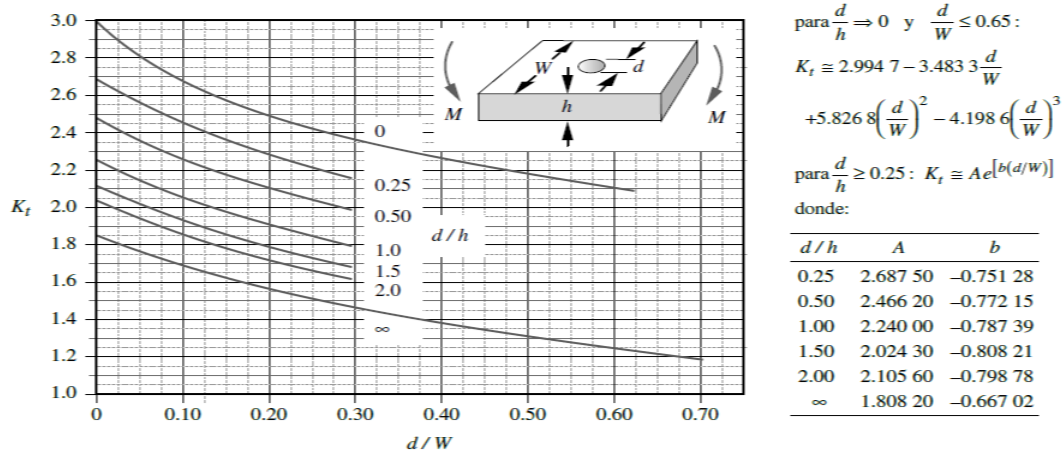 3.0
2.8
2.6
2.4
2.2
2.0
1.8
1.6
1.4
1.2
1.0
K_t
0
0.10
0.20
0.30
0.40
0.50
0.60
0.70
d / W
0
0.25
0.50
1.0
1.5
2.0
∞
d / h
W
d
h
M
M
para d/h ⇒ 0 y d/W ≤ 0.65 :
K_t ≅ 2.994 7 – 3.483 3 d/W
+5.826 8(d/W)^2 – 4.198 6(d/W)^3
para d/h ≥ 0.25 : K_t ≅ Ae^[b(d/W)]
donde:
d / h A b
0.25 2.687 50 –0.751 28
0.50 2.466 20 –0.772 15
1.00 2.240 00 –0.787 39
1.50 2.024 30 –0.808 21
2.00 2.105 60 –0.798 78
∞ 1.808 20 –0.667 02